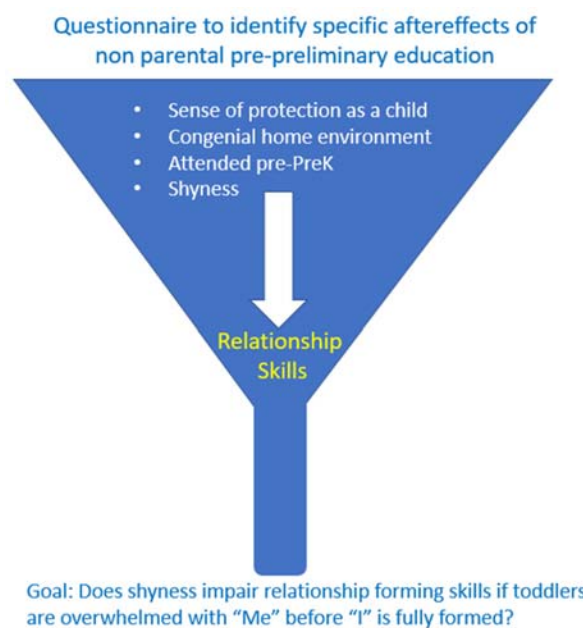 Questionnaire to identify specific aftereffects of
non parental pre-preliminary education
• Sense of protection as a child
• Congenial home environment
• Attended pre-PreK
• Shyness
Relationship
Skills
Goal: Does shyness impair relationship forming skills if toddlers
are overwhelmed with “Me” before “I” is fully formed?